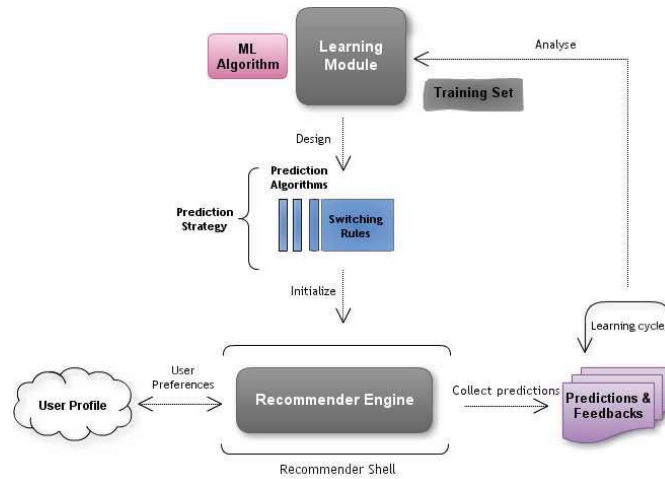 ML
Algorithm
Learning
Module
Analyse
Training Set
Design
Prediction
Algorithms
Prediction
Strategy
Switching
Rules
Initialize
Learning cycle
User
Preferences
User Profile
Recommender Engine
Collect predictions
Predictions &
Feedbacks
Recommender Shell